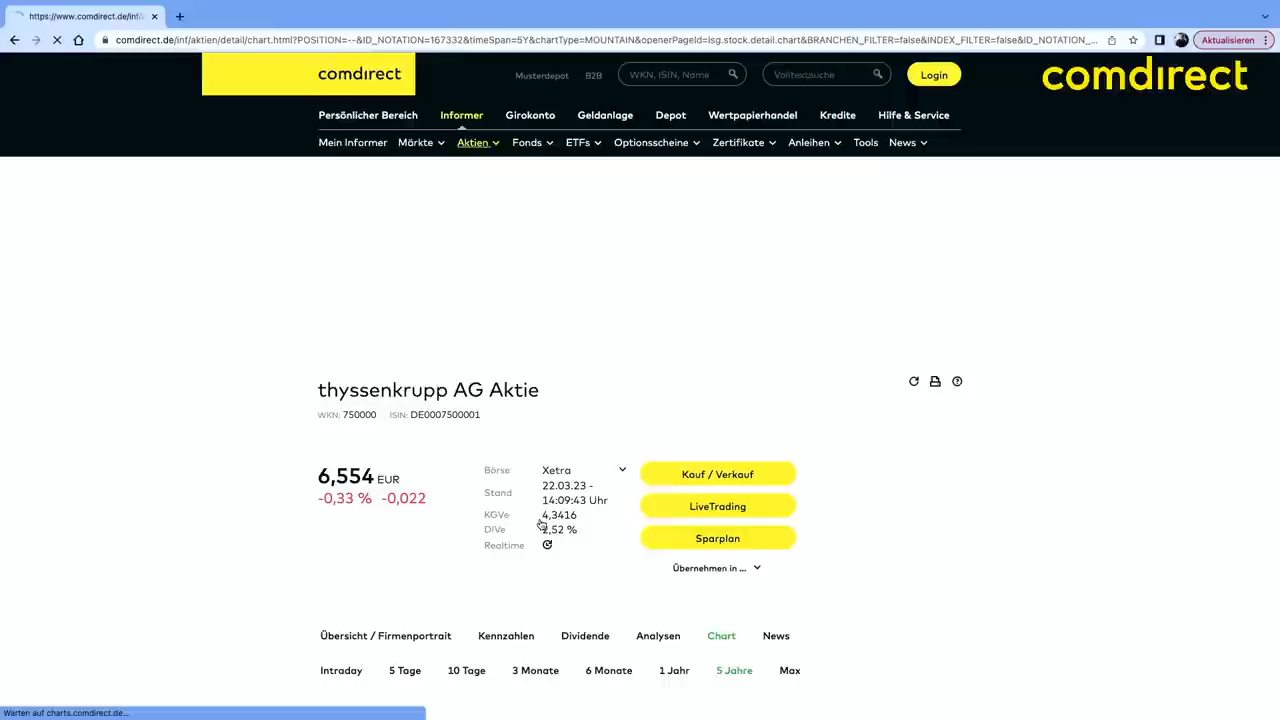 https://www.comdirect.de/inf/
comdirect.de/inf/aktien/detail/chart.html?POSITION=--&ID_NOTATION=167332&timeSpan=5Y&chartType=MOUNTAIN&openerPageId=lsg.stock.detail.chart&BRANCHEN_FILTER=false&INDEX_FILTER=false&ID_NOTATION_...
Aktualisieren
comdirect
Musterdepot B2B WKN, ISIN, Name Volltextsuche Login
comdirect
Persönlicher Bereich Informer Girokonto Geldanlage Depot Wertpapierhandel Kredite Hilfe & Service
Mein Informer Märkte Aktien Fonds ETFs Optionsscheine Zertifikate Anleihen Tools News
thyssenkrupp AG Aktie
WKN: 750000 ISIN: DE0007500001
6,554 EUR
-0,33 % -0,022
Börse Xetra
Stand 22.03.23 -
14:09:43 Uhr
KGVe 4,3416
DIVe 2,52 %
Realtime
Kauf / Verkauf
LiveTrading
Sparplan
Übernehmen in ...
Übersicht / Firmenportrait Kennzahlen Dividende Analysen Chart News
Intraday 5 Tage 10 Tage 3 Monate 6 Monate 1 Jahr 5 Jahre Max
Warten auf charts.comdirect.de...